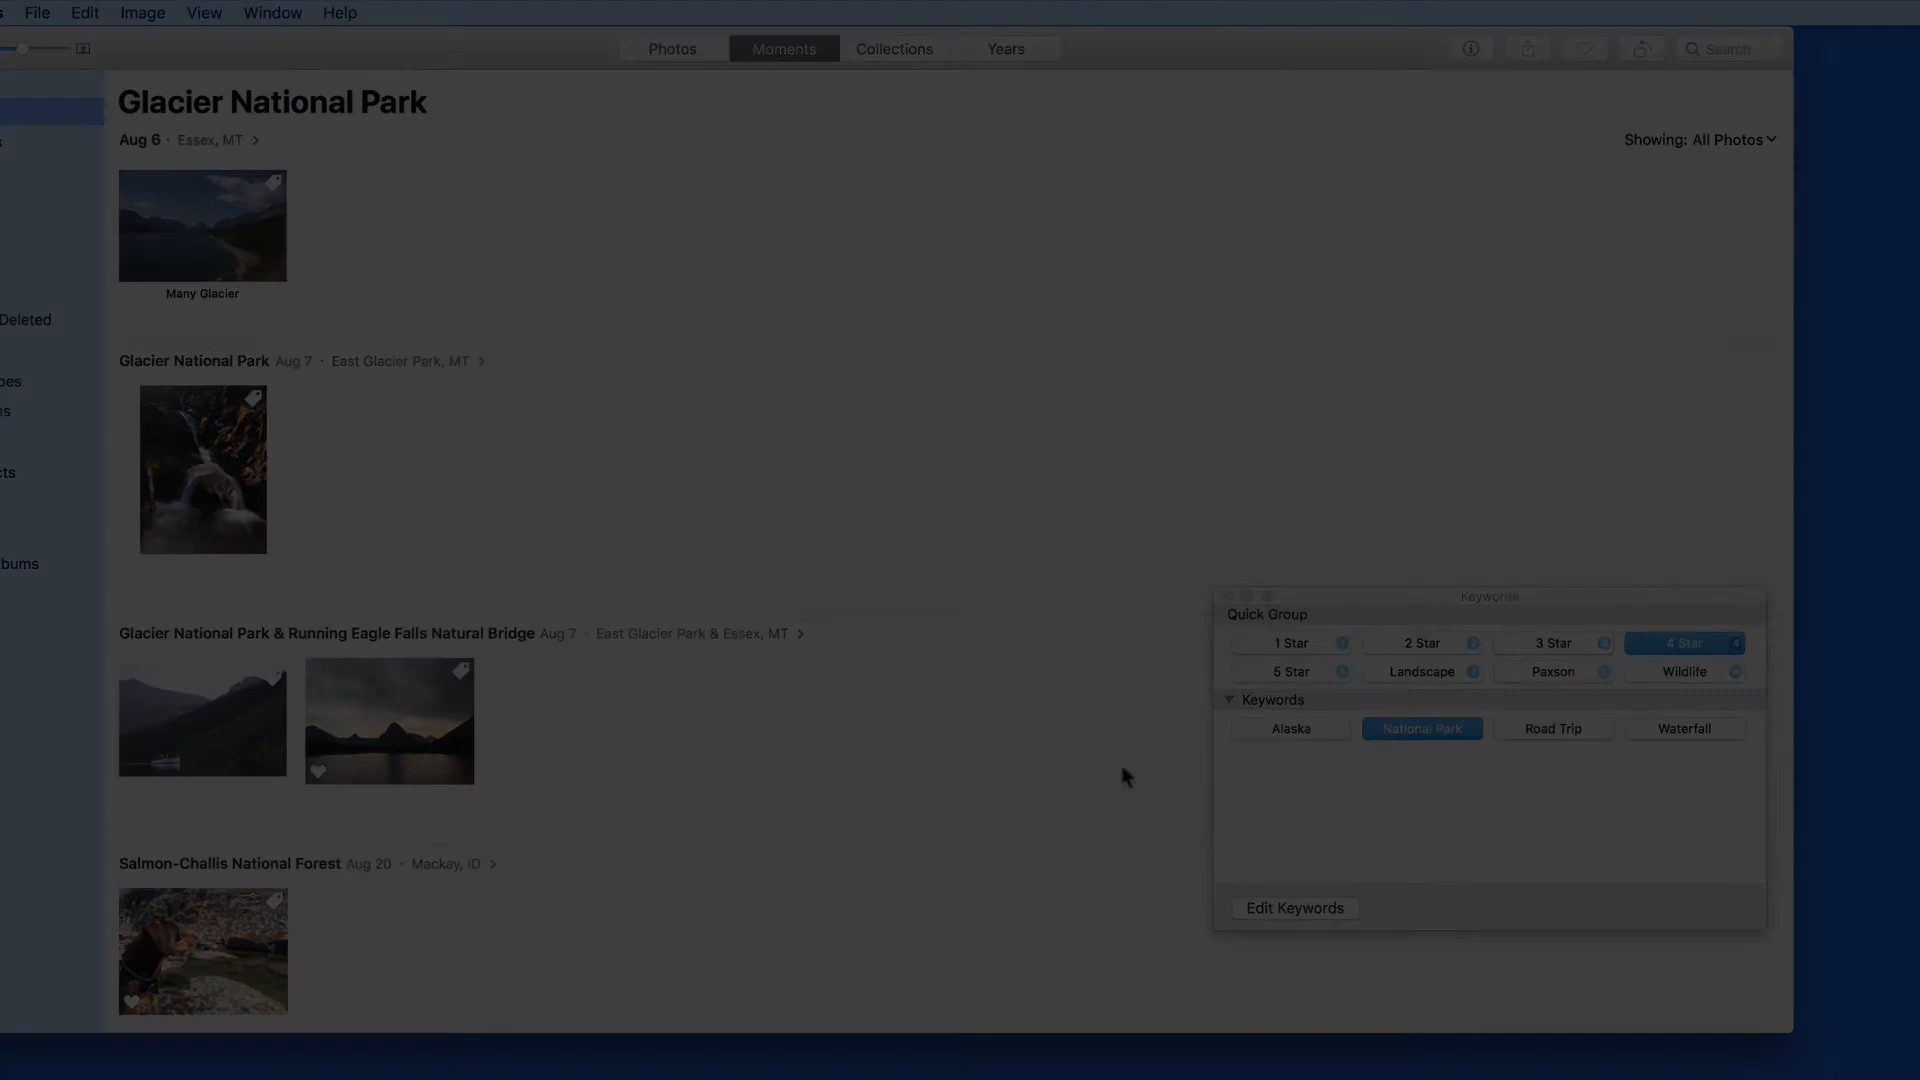 File Edit Image View Window Help
Photos Moments Collections Years Search
Glacier National Park
Aug 6 · Essex, MT
Showing: All Photos
Many Glacier
Deleted
Glacier National Park Aug 7 · East Glacier Park, MT
Glacier National Park & Running Eagle Falls Natural Bridge Aug 7 · East Glacier Park & Essex, MT
Salmon-Challis National Forest Aug 20 · Mackay, ID
Keywords
Quick Group
1 Star 2 Star 3 Star 4 Star 4
5 Star Landscape Paxson Wildlife
Keywords
Alaska National Park Road Trip Waterfall
Edit Keywords